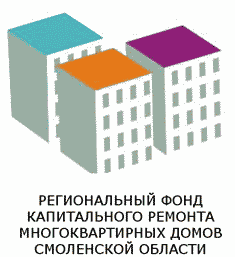 РЕГИОНАЛЬНЫЙ ФОНД
КАПИТАЛЬНОГО РЕМОНТА
МНОГОКВАРТИРНЫХ ДОМОВ
СМОЛЕНСКОЙ ОБЛАСТИ